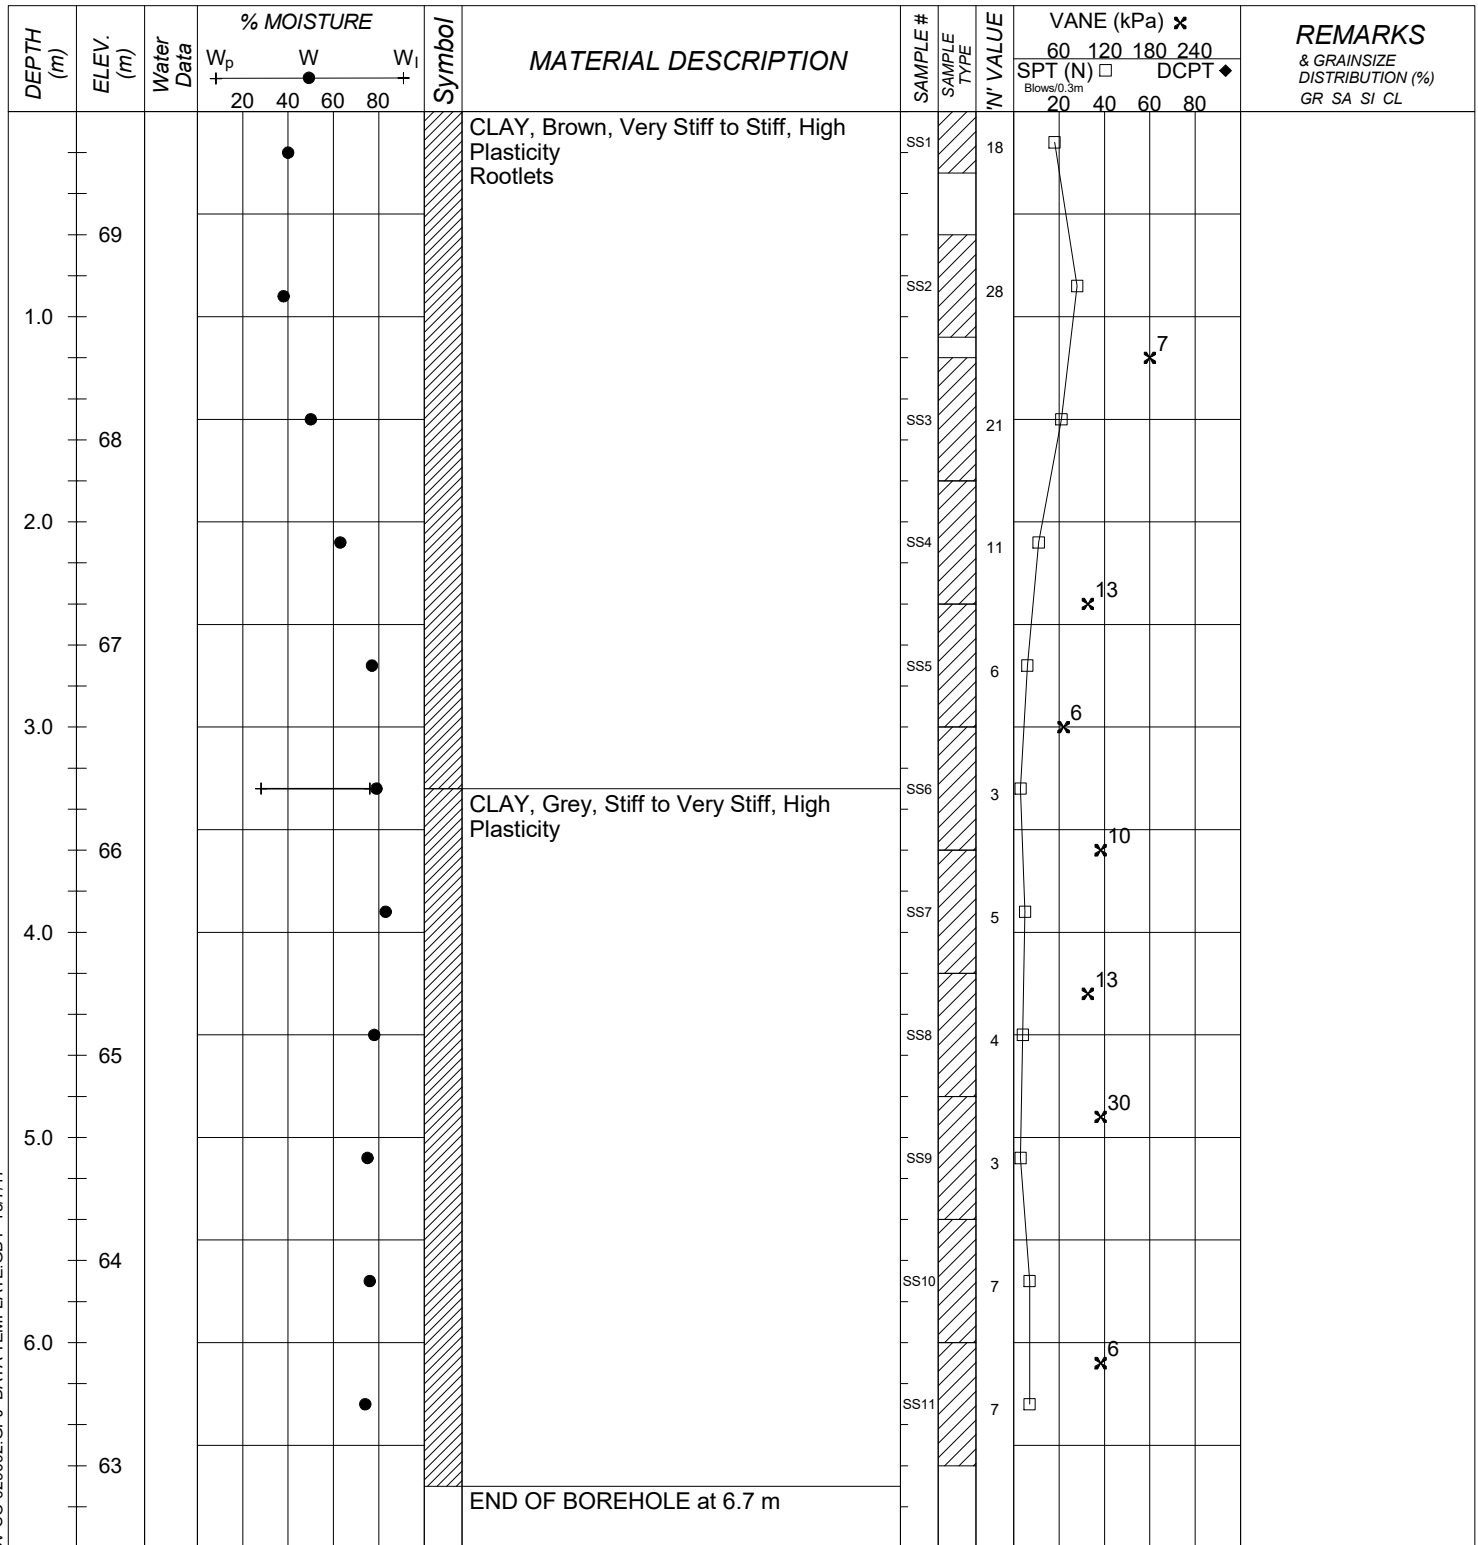 DEPTH (m)
ELEV. (m)
Water Data
% MOISTURE
Wp W Wl
20 40 60 80
Symbol
MATERIAL DESCRIPTION
SAMPLE #
SAMPLE TYPE
'N' VALUE
VANE (kPa)
60 120 180 240
SPT (N) DCPT
Blows/0.3m
20 40 60 80
REMARKS
& GRAINSIZE
DISTRIBUTION (%)
GR SA SI CL
CLAY, Brown, Very Stiff to Stiff, High
Plasticity
Rootlets
SS1 18
69
SS2 28
1.0
7
SS3 21
68
2.0
SS4 11
13
67
SS5 6
3.0
6
SS6 3
CLAY, Grey, Stiff to Very Stiff, High
Plasticity
66
10
SS7 5
4.0
13
SS8 4
65
30
5.0
SS9 3
64
SS10 7
6.0
6
SS11 7
63
END OF BOREHOLE at 6.7 m